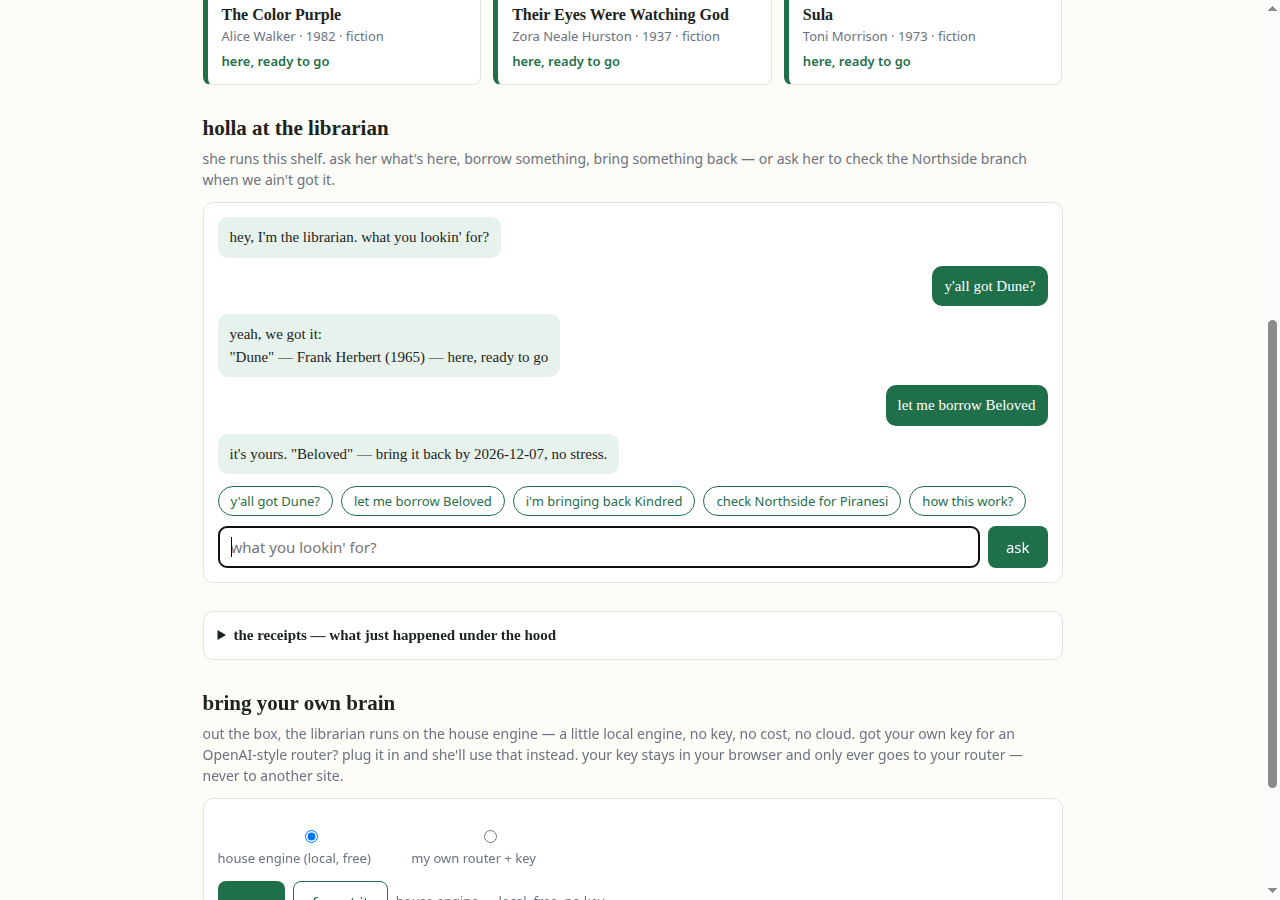 The Color Purple
Alice Walker · 1982 · fiction
here, ready to go
Their Eyes Were Watching God
Zora Neale Hurston · 1937 · fiction
here, ready to go
Sula
Toni Morrison · 1973 · fiction
here, ready to go
holla at the librarian
she runs this shelf. ask her what's here, borrow something, bring something back — or ask her to check the Northside branch
when we ain't got it.
hey, I'm the librarian. what you lookin' for?
y'all got Dune?
yeah, we got it:
"Dune" — Frank Herbert (1965) — here, ready to go
let me borrow Beloved
it's yours. "Beloved" — bring it back by 2026-12-07, no stress.
y'all got Dune?
let me borrow Beloved
i'm bringing back Kindred
check Northside for Piranesi
how this work?
what you lookin' for?
ask
the receipts — what just happened under the hood
bring your own brain
out the box, the librarian runs on the house engine — a little local engine, no key, no cost, no cloud. got your own key for an
OpenAI-style router? plug it in and she'll use that instead. your key stays in your browser and only ever goes to your router —
never to another site.
house engine (local, free)
my own router + key